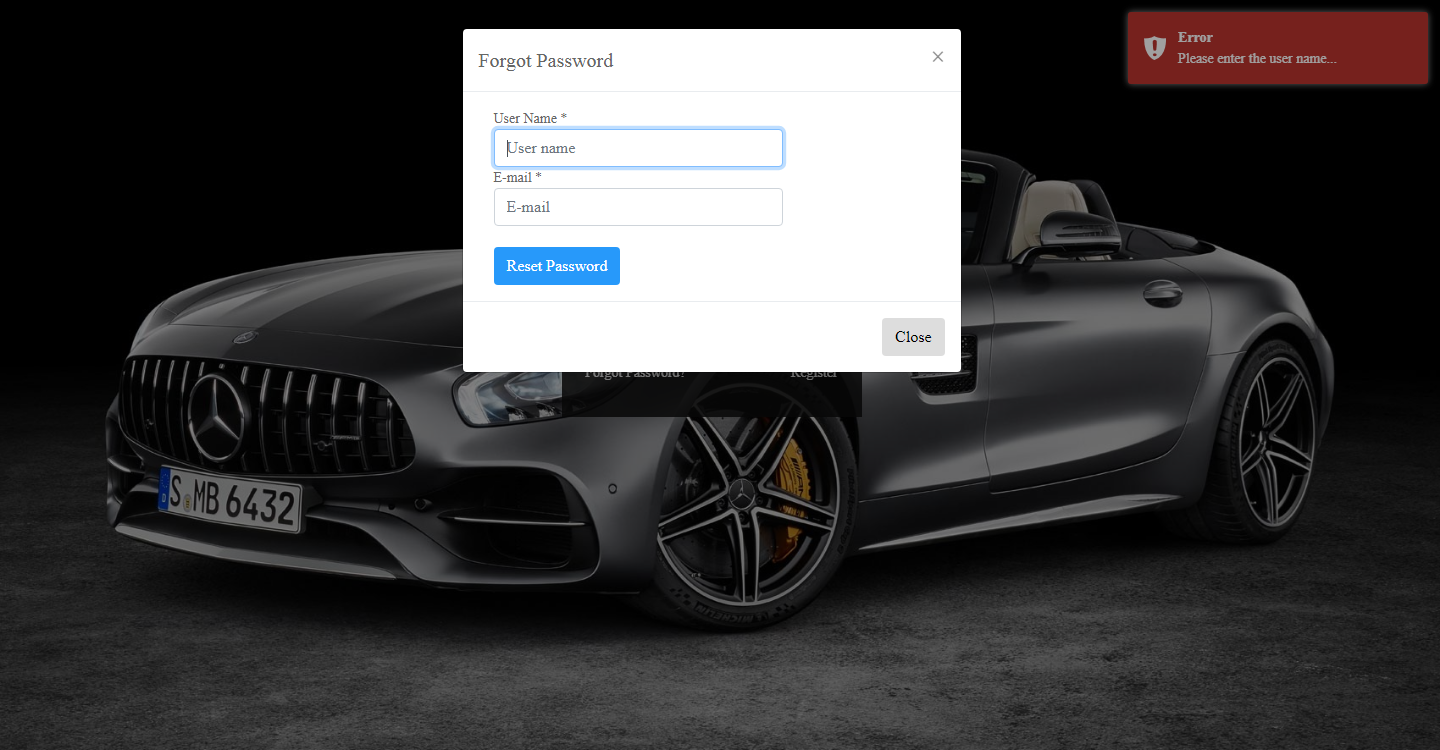 Forgot Password
×
Error
Please enter the user name...
User Name *
User name
E-mail *
E-mail
Reset Password
Close
Forgot Password?
Register
S MB 6432
D
MICHELIN